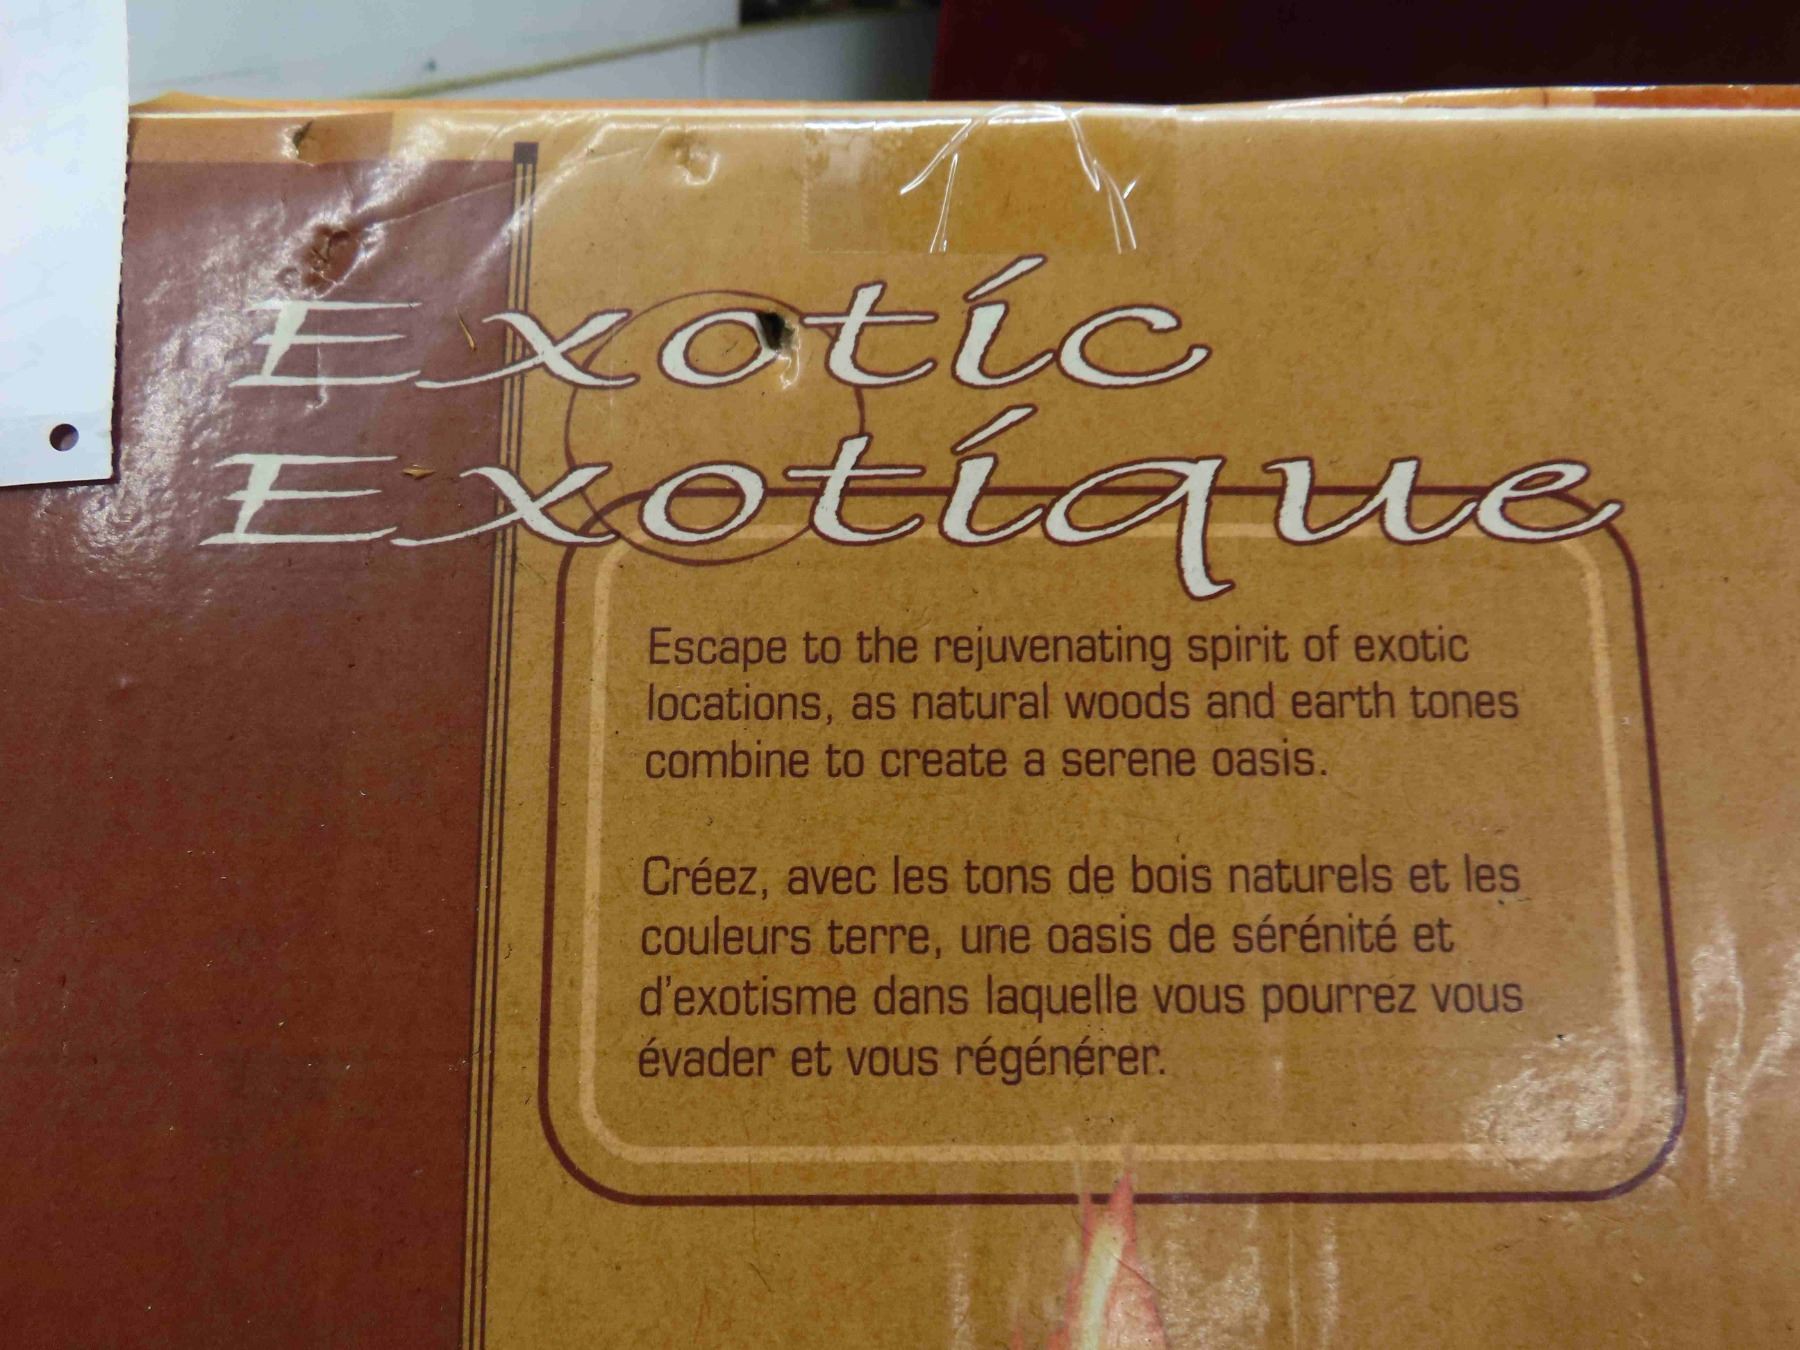 Exotic
Exotique
Escape to the rejuvenating spirit of exotic
locations, as natural woods and earth tones
combine to create a serene oasis.
Créez, avec les tons de bois naturels et les
couleurs terre, une oasis de sérénité et
d'exotisme dans laquelle vous pourrez vous
évader et vous régénérer.